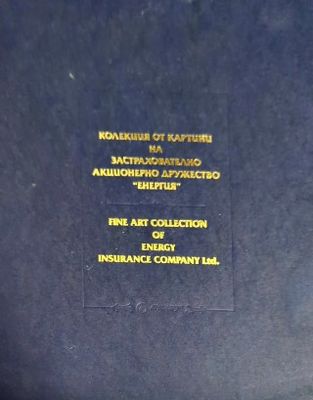 КОЛЕКЦИЯ ОТ КАРТИНИ
НА
ЗАСТРАХОВАТЕЛНО
АКЦИОНЕРНО ДРУЖЕСТВО
"ЕНЕРГИЯ"
FINE ART COLLECTION
OF
ENERGY
INSURANCE COMPANY Ltd.